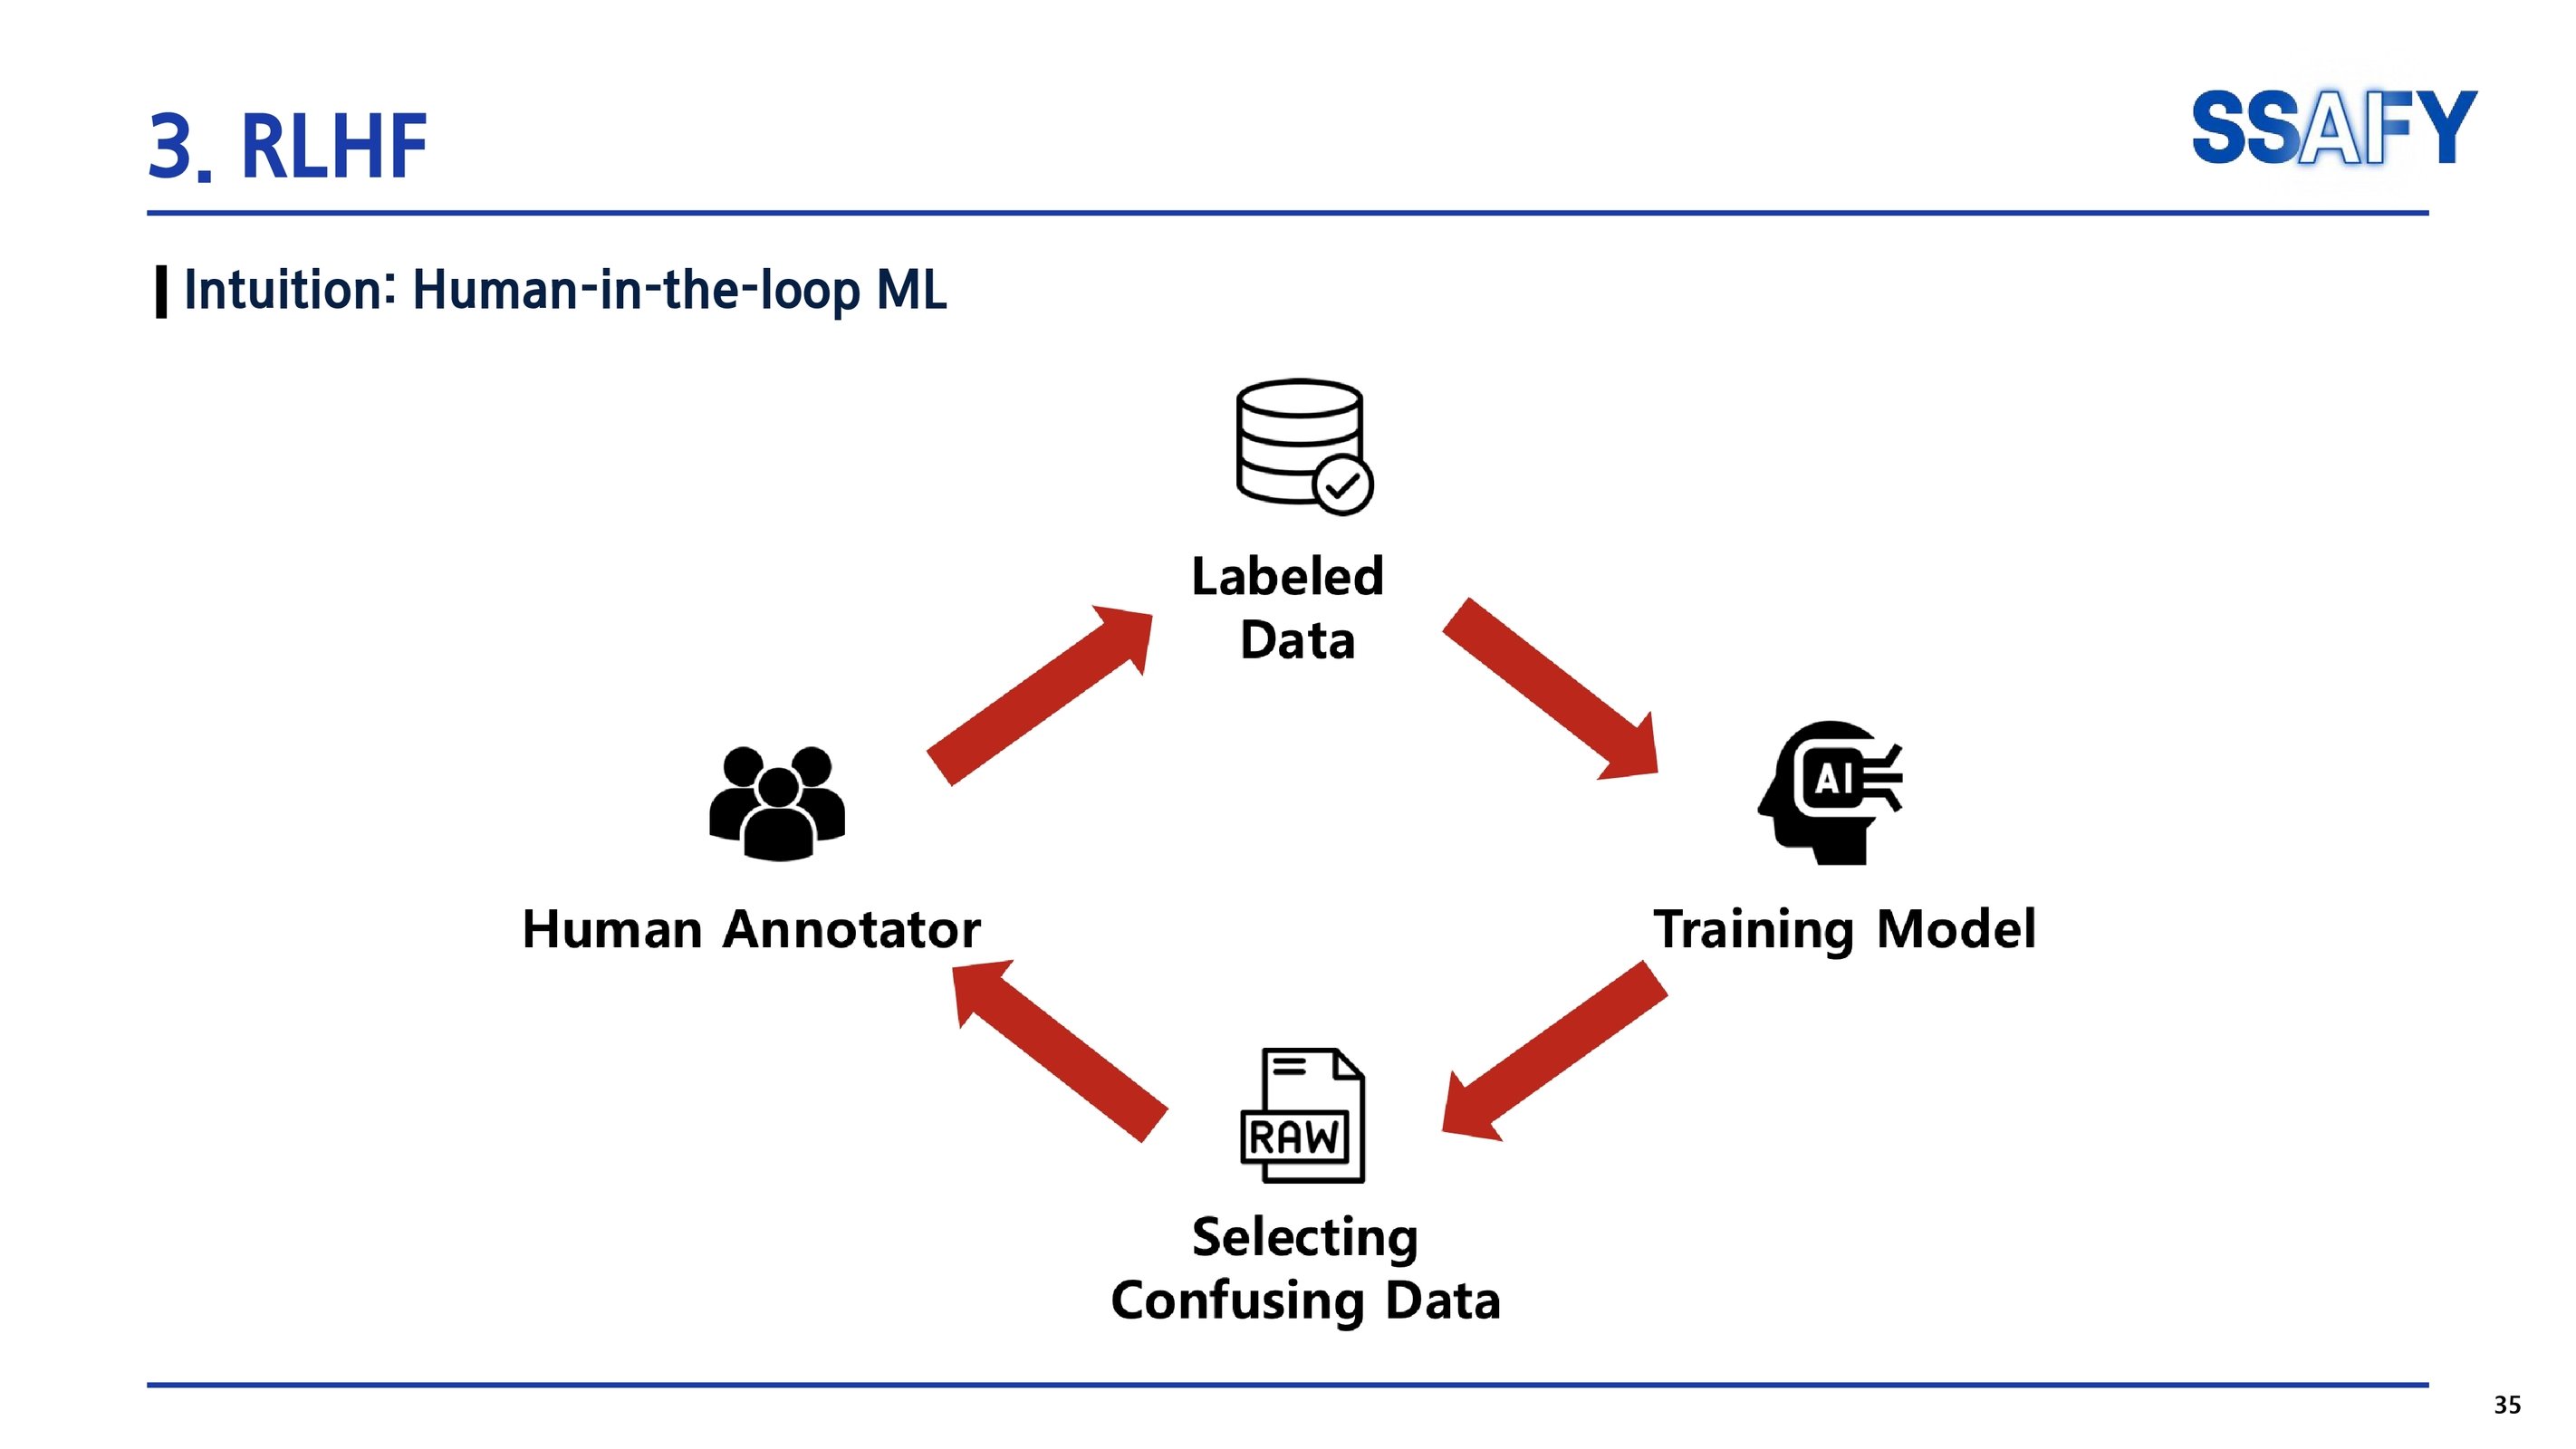 3. RLHF
SSAFY
Intuition: Human-in-the-loop ML
Labeled
Data
AI
Human Annotator
Training Model
RAW
Selecting
Confusing Data
35